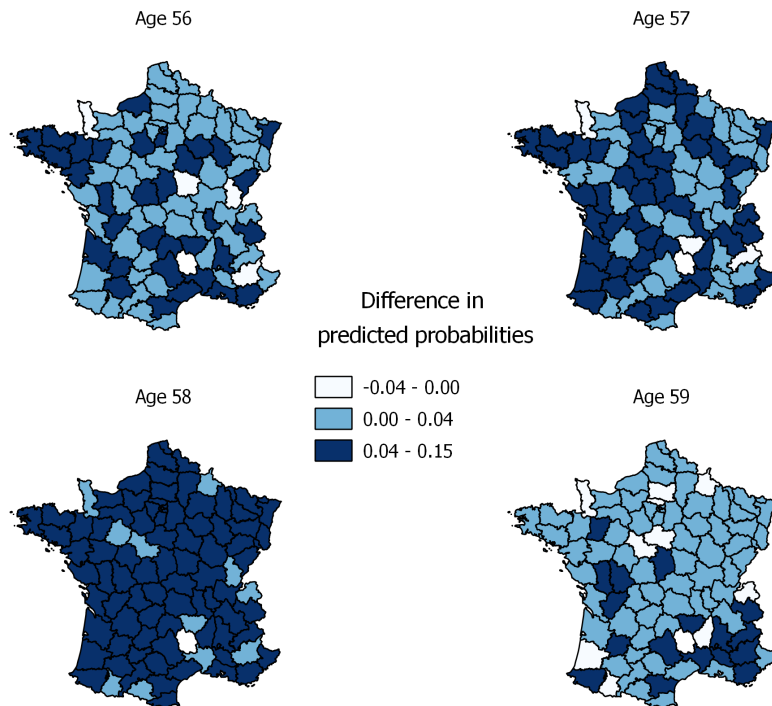 Age 56
Age 57
Difference in
predicted probabilities
-0.04 - 0.00
0.00 - 0.04
0.04 - 0.15
Age 58
Age 59